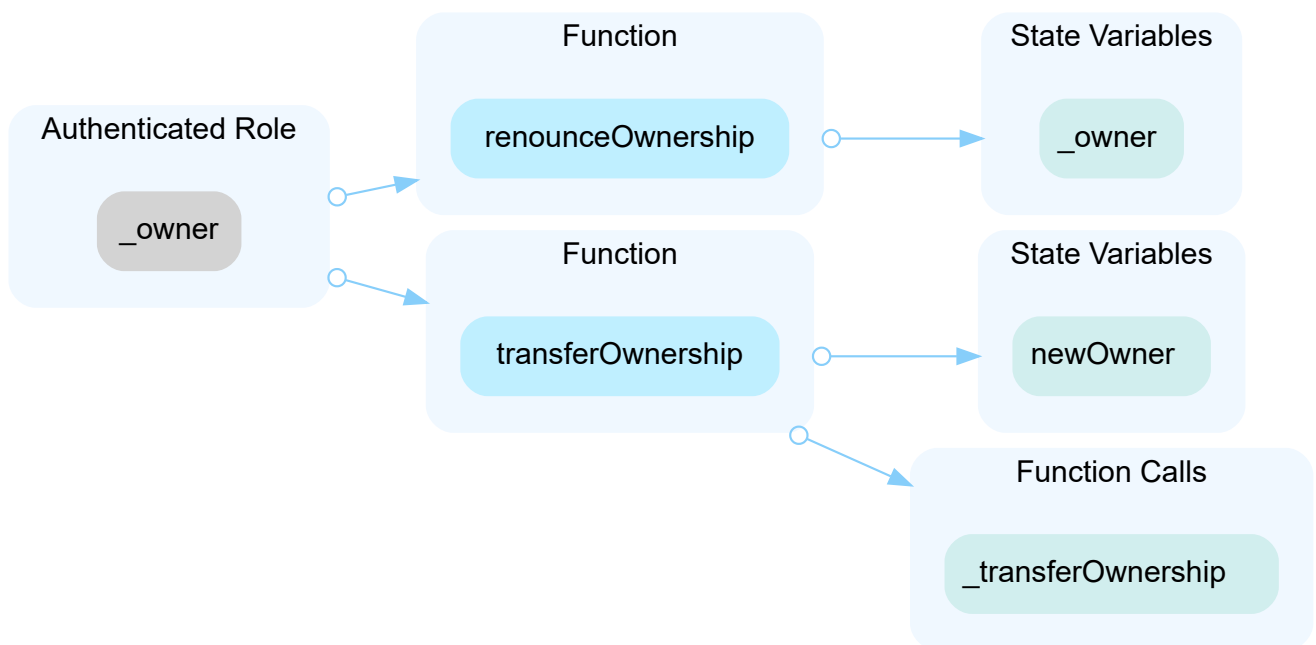 Authenticated Role
_owner
Function
renounceOwnership
State Variables
_owner
Function
transferOwnership
State Variables
newOwner
Function Calls
_transferOwnership